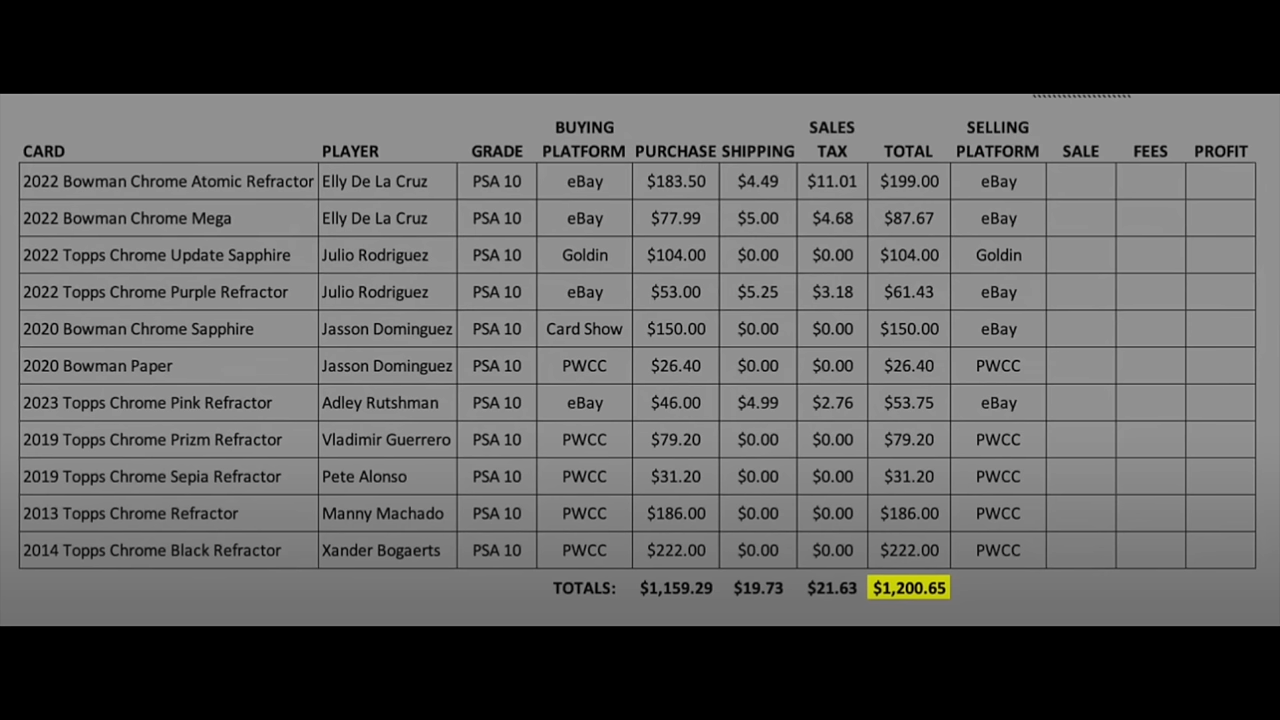 BUYING SALES SELLING
CARD PLAYER GRADE PLATFORM PURCHASE SHIPPING TAX TOTAL PLATFORM SALE FEES PROFIT
2022 Bowman Chrome Atomic Refractor Elly De La Cruz PSA 10 eBay $183.50 $4.49 $11.01 $199.00 eBay
2022 Bowman Chrome Mega Elly De La Cruz PSA 10 eBay $77.99 $5.00 $4.68 $87.67 eBay
2022 Topps Chrome Update Sapphire Julio Rodriguez PSA 10 Goldin $104.00 $0.00 $0.00 $104.00 Goldin
2022 Topps Chrome Purple Refractor Julio Rodriguez PSA 10 eBay $53.00 $5.25 $3.18 $61.43 eBay
2020 Bowman Chrome Sapphire Jasson Dominguez PSA 10 Card Show $150.00 $0.00 $0.00 $150.00 eBay
2020 Bowman Paper Jasson Dominguez PSA 10 PWCC $26.40 $0.00 $0.00 $26.40 PWCC
2023 Topps Chrome Pink Refractor Adley Rutshman PSA 10 eBay $46.00 $4.99 $2.76 $53.75 eBay
2019 Topps Chrome Prizm Refractor Vladimir Guerrero PSA 10 PWCC $79.20 $0.00 $0.00 $79.20 PWCC
2019 Topps Chrome Sepia Refractor Pete Alonso PSA 10 PWCC $31.20 $0.00 $0.00 $31.20 PWCC
2013 Topps Chrome Refractor Manny Machado PSA 10 PWCC $186.00 $0.00 $0.00 $186.00 PWCC
2014 Topps Chrome Black Refractor Xander Bogaerts PSA 10 PWCC $222.00 $0.00 $0.00 $222.00 PWCC
TOTALS: $1,159.29 $19.73 $21.63 $1,200.65